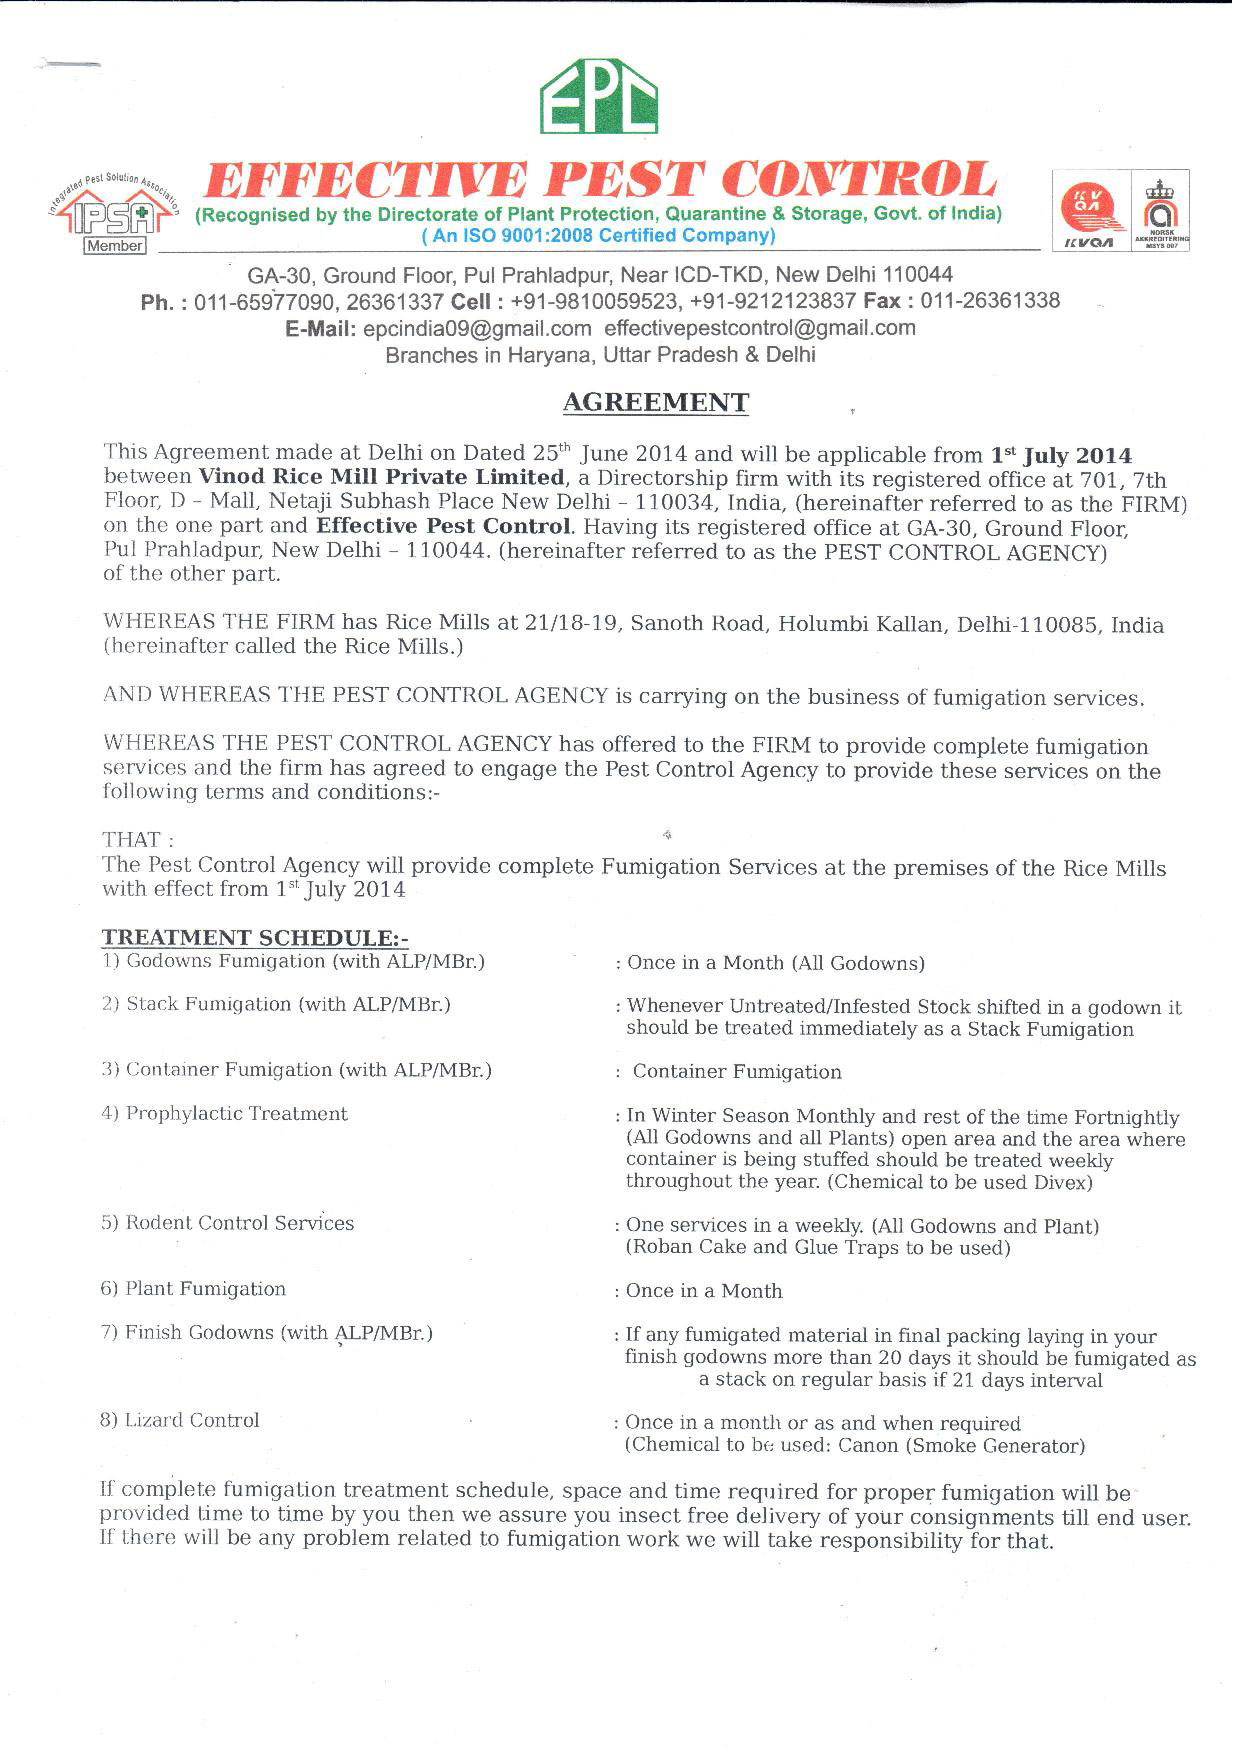 EPC
EFFECTIVE PEST CONTROL
Integrated Pest Solution Association
IPSA
Member
(Recognised by the Directorate of Plant Protection, Quarantine & Storage, Govt. of India)
( An ISO 9001:2008 Certified Company)
KVQA
KVQA
NORSK
AKKREDITERING
MSYS 007
GA-30, Ground Floor, Pul Prahladpur, Near ICD-TKD, New Delhi 110044
Ph. : 011-65977090, 26361337 Cell : +91-9810059523, +91-9212123837 Fax : 011-26361338
E-Mail: epcindia09@gmail.com effectivepestcontrol@gmail.com
Branches in Haryana, Uttar Pradesh & Delhi
AGREEMENT
This Agreement made at Delhi on Dated 25th June 2014 and will be applicable from 1st July 2014
between Vinod Rice Mill Private Limited, a Directorship firm with its registered office at 701, 7th
Floor, D – Mall, Netaji Subhash Place New Delhi – 110034, India, (hereinafter referred to as the FIRM)
on the one part and Effective Pest Control. Having its registered office at GA-30, Ground Floor,
Pul Prahladpur, New Delhi – 110044. (hereinafter referred to as the PEST CONTROL AGENCY)
of the other part.
WHEREAS THE FIRM has Rice Mills at 21/18-19, Sanoth Road, Holumbi Kallan, Delhi-110085, India
(hereinafter called the Rice Mills.)
AND WHEREAS THE PEST CONTROL AGENCY is carrying on the business of fumigation services.
WHEREAS THE PEST CONTROL AGENCY has offered to the FIRM to provide complete fumigation
services and the firm has agreed to engage the Pest Control Agency to provide these services on the
following terms and conditions:-
THAT :
The Pest Control Agency will provide complete Fumigation Services at the premises of the Rice Mills
with effect from 1st July 2014
TREATMENT SCHEDULE:-
1) Godowns Fumigation (with ALP/MBr.) : Once in a Month (All Godowns)
2) Stack Fumigation (with ALP/MBr.) : Whenever Untreated/Infested Stock shifted in a godown it
should be treated immediately as a Stack Fumigation
3) Container Fumigation (with ALP/MBr.) : Container Fumigation
4) Prophylactic Treatment : In Winter Season Monthly and rest of the time Fortnightly
(All Godowns and all Plants) open area and the area where
container is being stuffed should be treated weekly
throughout the year. (Chemical to be used Divex)
5) Rodent Control Services : One services in a weekly. (All Godowns and Plant)
(Roban Cake and Glue Traps to be used)
6) Plant Fumigation : Once in a Month
7) Finish Godowns (with ALP/MBr.) : If any fumigated material in final packing laying in your
finish godowns more than 20 days it should be fumigated as
a stack on regular basis if 21 days interval
8) Lizard Control : Once in a month or as and when required
(Chemical to be used: Canon (Smoke Generator)
If complete fumigation treatment schedule, space and time required for proper fumigation will be
provided time to time by you then we assure you insect free delivery of your consignments till end user.
If there will be any problem related to fumigation work we will take responsibility for that.